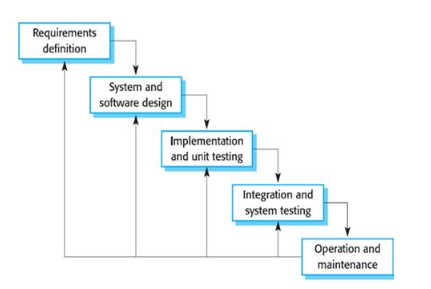 Requirements
definition
System and
software design
Implementation
and unit testing
Integration and
system testing
Operation and
maintenance